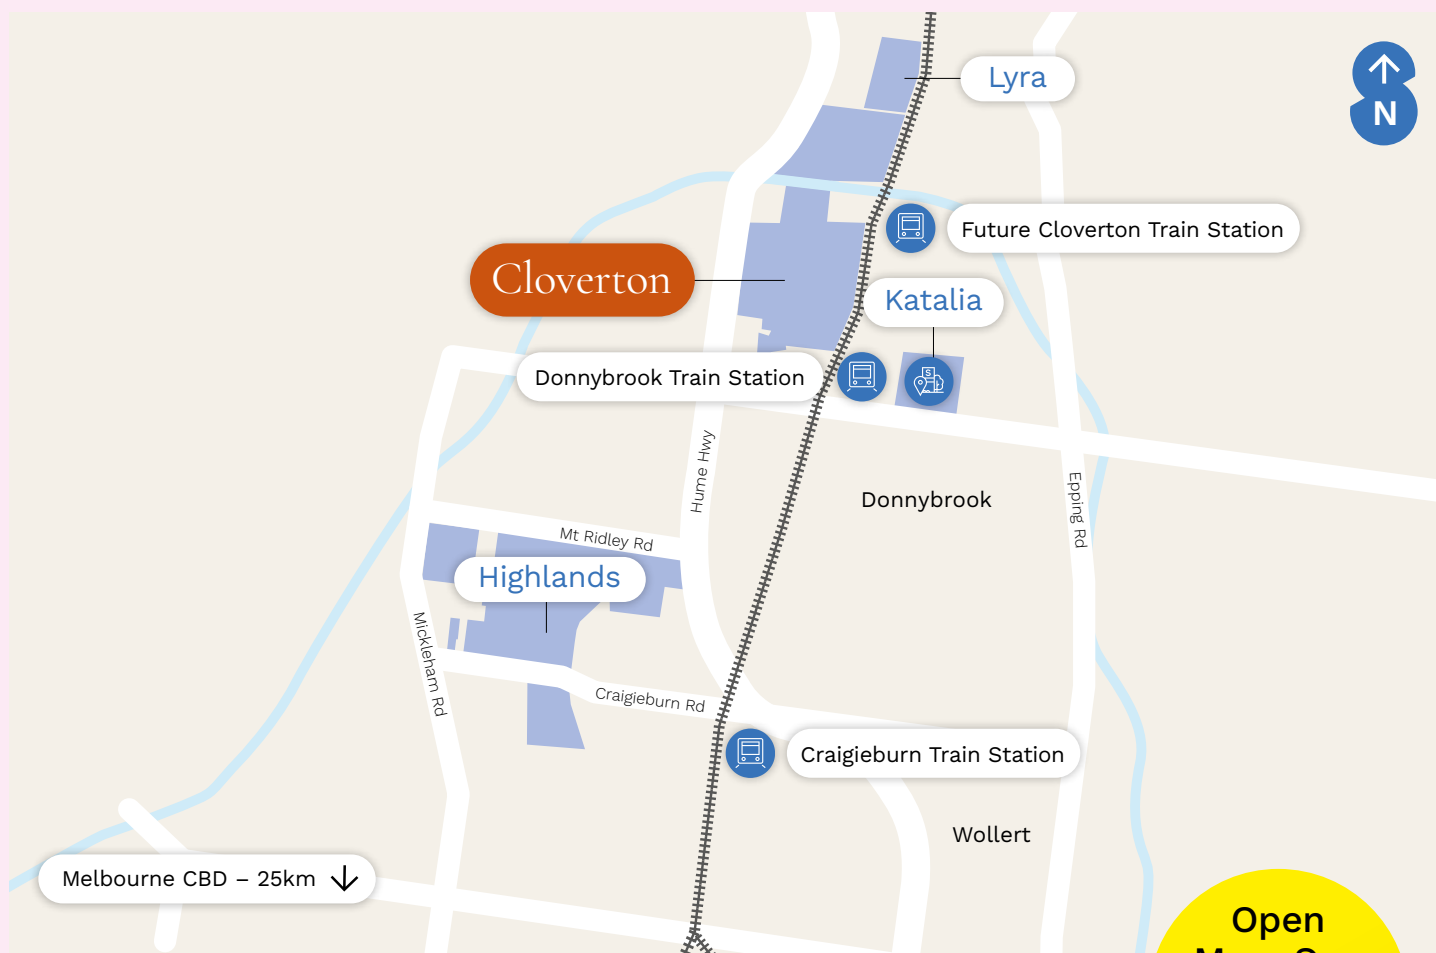 Lyra
N
Future Cloverton Train Station
Cloverton
Katalia
S
Donnybrook Train Station
Hume Hwy
Donnybrook
Epping Rd
Mt Ridley Rd
Highlands
Mickleham Rd
Craigieburn Rd
Craigieburn Train Station
Wollert
Melbourne CBD – 25km
Open